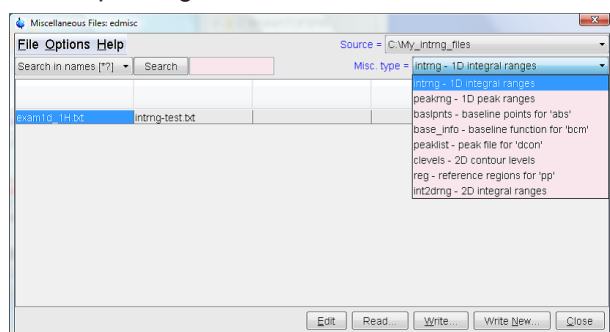 Miscellaneous Files: edmisc
File Options Help
Source = C:\My_intrng_files
Search in names [*?] Search
Misc. type = intrng - 1D integral ranges
intrng - 1D integral ranges
peakrng - 1D peak ranges
baslpnts - baseline points for 'abs'
base_info - baseline function for 'bcm'
peaklist - peak file for 'dcon'
clevels - 2D contour levels
reg - reference regions for 'pp'
int2drng - 2D integral ranges
exam1d_1H.txt intrng-test.txt
Edit Read... Write... Write New... Close